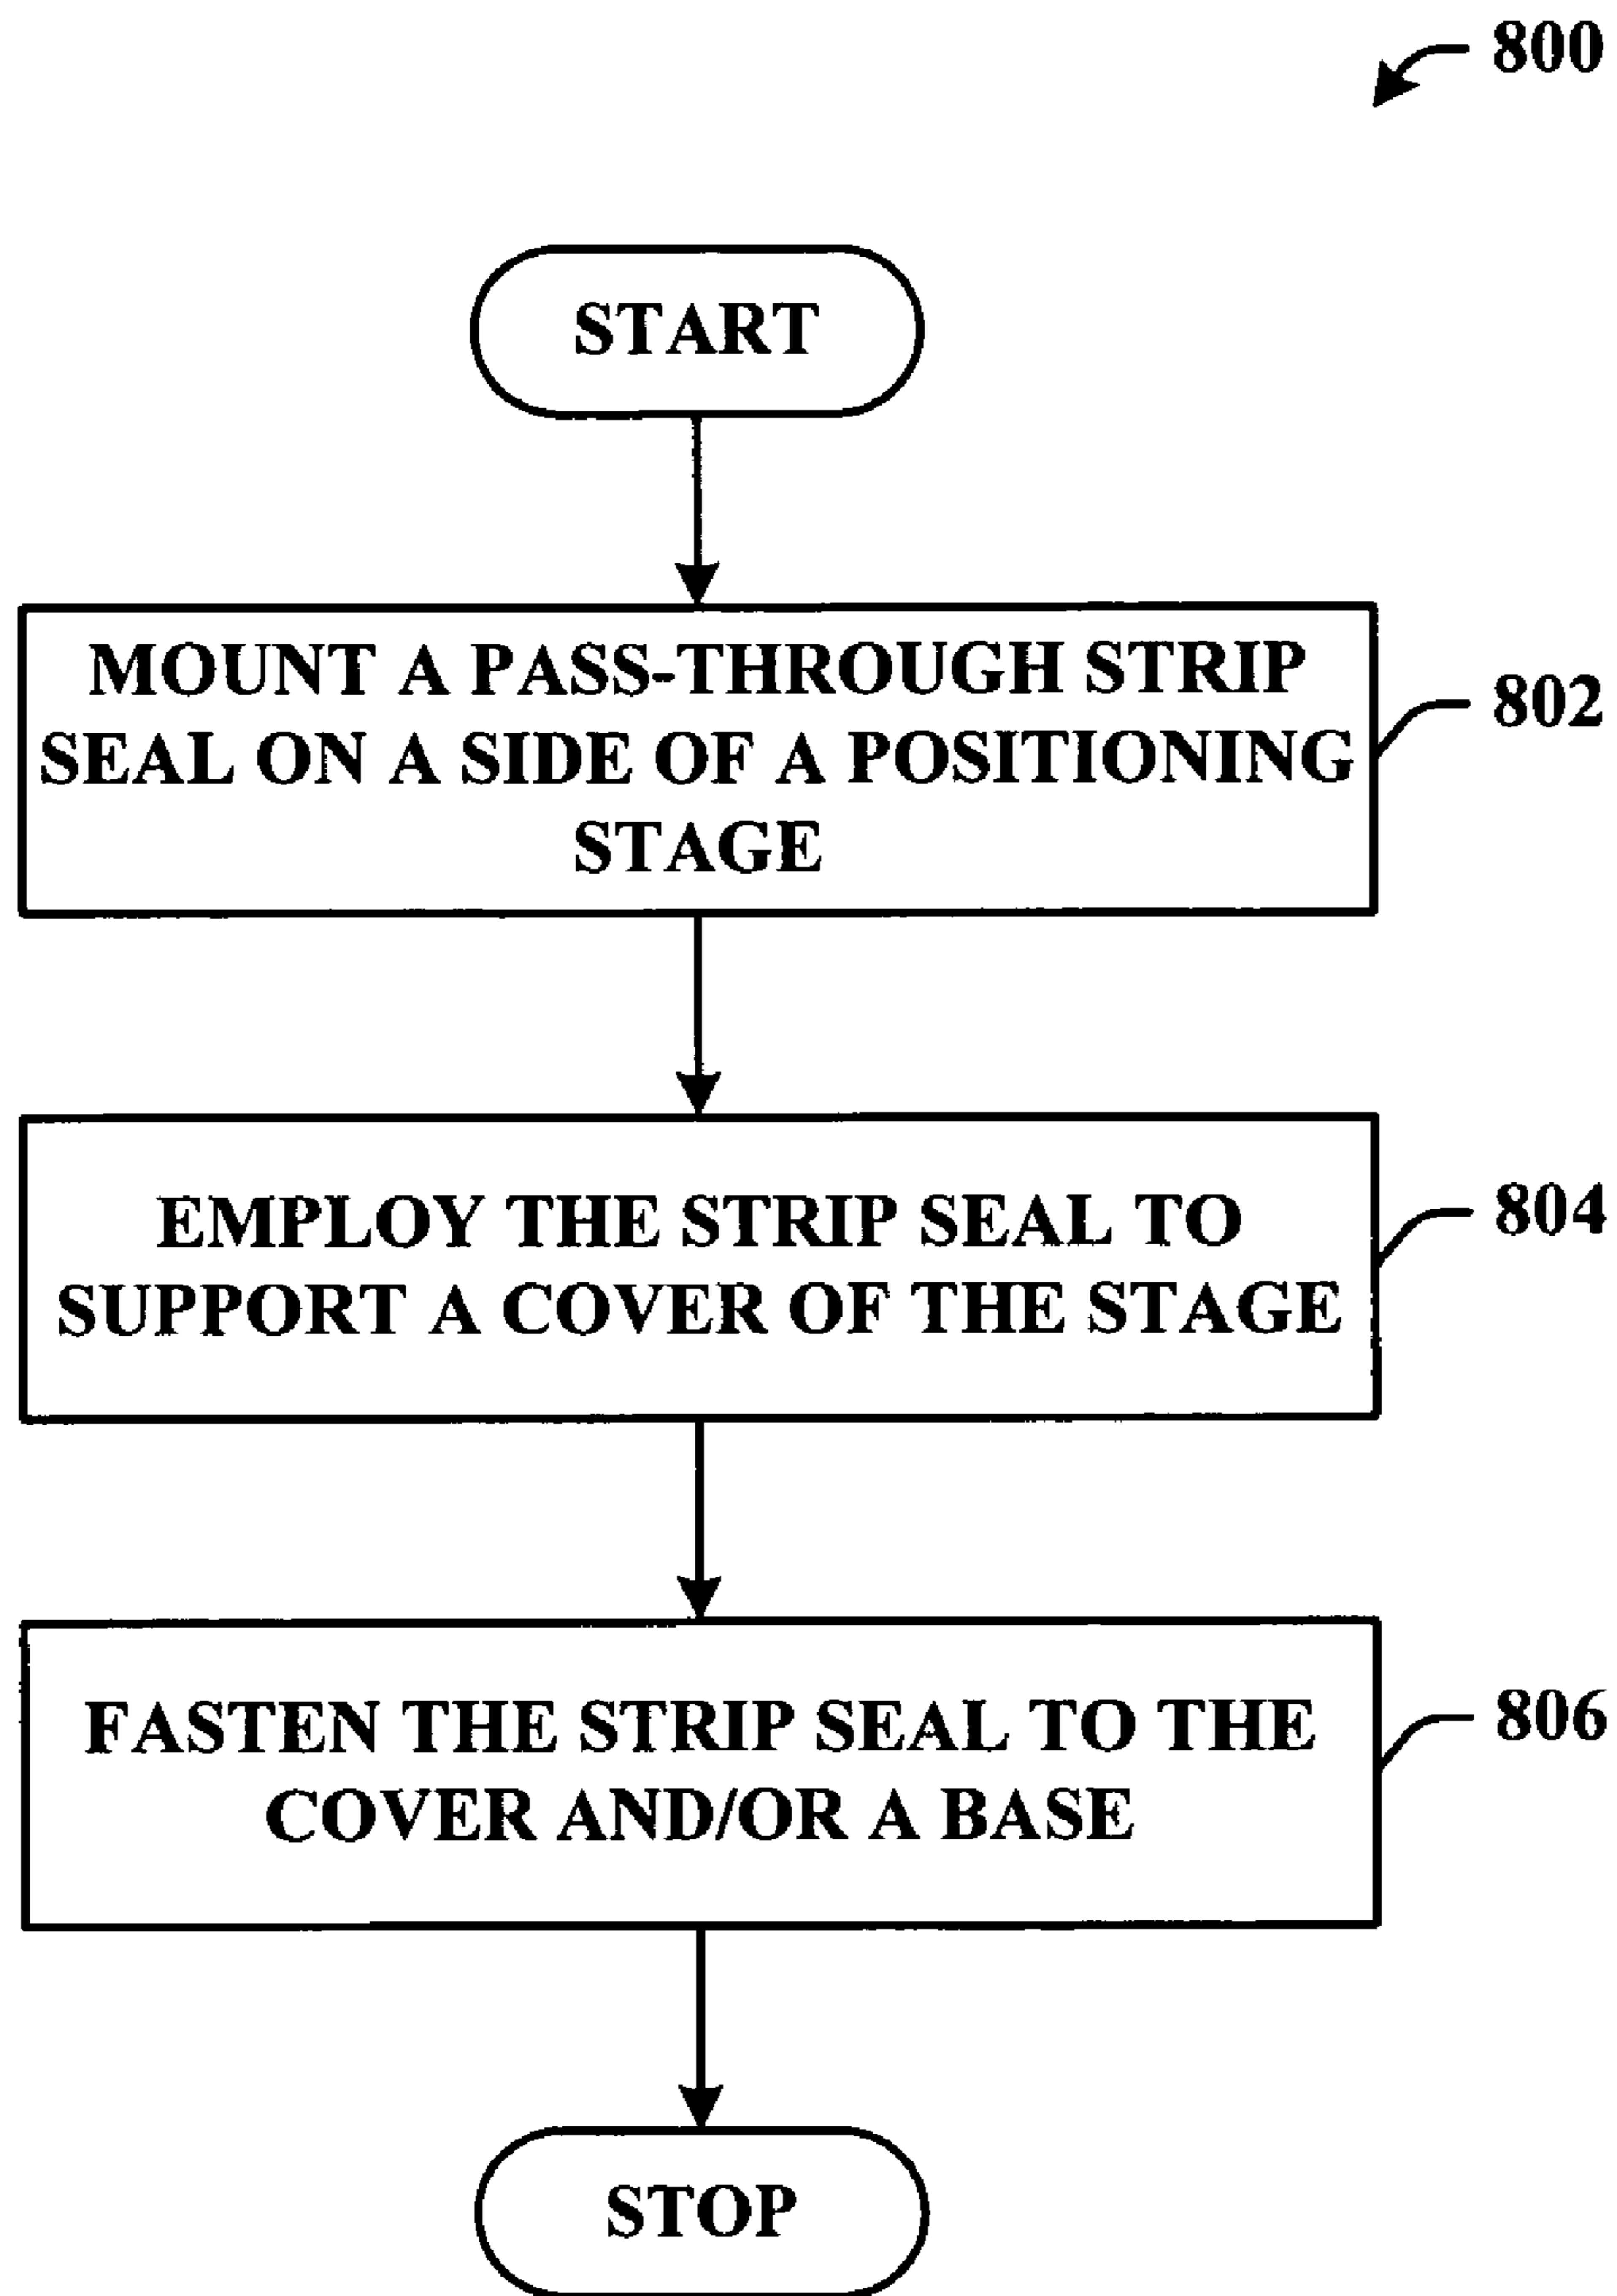 800
START
MOUNT A PASS-THROUGH STRIP
SEAL ON A SIDE OF A POSITIONING
STAGE
802
EMPLOY THE STRIP SEAL TO
SUPPORT A COVER OF THE STAGE
804
FASTEN THE STRIP SEAL TO THE
COVER AND/OR A BASE
806
STOP